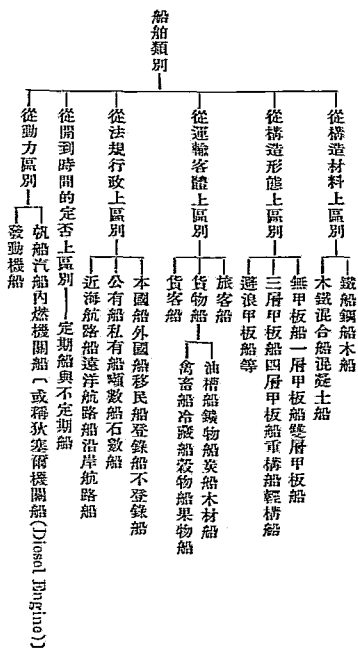 船舶類別
從構造材料上區別
鐵船鋼船木船
木鐵混合船混凝土船
從構造形態上區別
無甲板船一層甲板船雙層甲板船
三層甲板船四層甲板船重構船輕構船
遊浪甲板船等
從運輸客體上區別
旅客船
貨物船
油槽船鑛物船炭船木材船
禽畜船冷藏船穀物船果物船
貨客船
從法規行政上區別
本國船外國船移民船登錄船不登錄船
公有船私有船噸數船石數船
近海航路船遠洋航路船沿岸航路船
從開到時間的定否上區別
定期船與不定期船
從動力區別
帆船汽船內燃機關船(或稱狄塞爾機關船(Diosel Engine))
發動機船